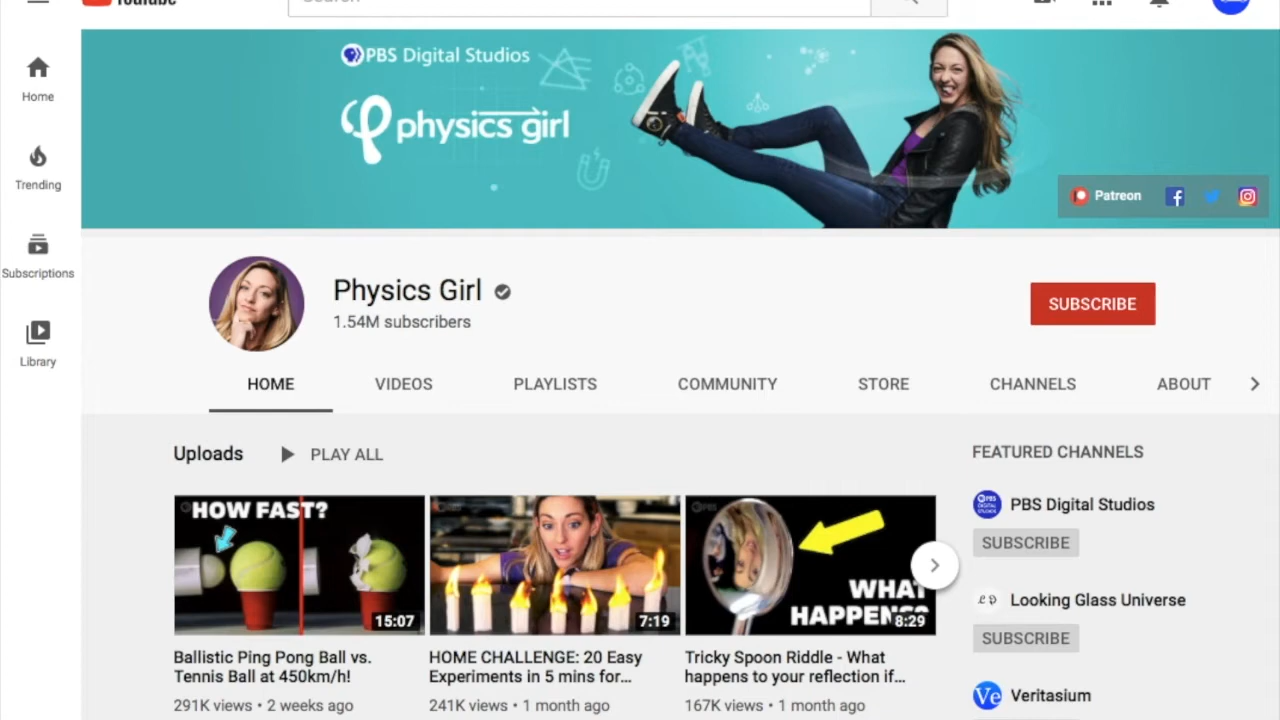 YouTube
Search
Home
Trending
Subscriptions
Library
PBS Digital Studios
physics girl
Patreon
Physics Girl
1.54M subscribers
SUBSCRIBE
HOME
VIDEOS
PLAYLISTS
COMMUNITY
STORE
CHANNELS
ABOUT
Uploads
PLAY ALL
HOW FAST?
15:07
Ballistic Ping Pong Ball vs.
Tennis Ball at 450km/h!
291K views • 2 weeks ago
7:19
HOME CHALLENGE: 20 Easy
Experiments in 5 mins for...
241K views • 1 month ago
WHAT
HAPPENS?
8:29
Tricky Spoon Riddle - What
happens to your reflection if...
167K views • 1 month ago
FEATURED CHANNELS
PBS Digital Studios
SUBSCRIBE
Looking Glass Universe
SUBSCRIBE
Ve
Veritasium